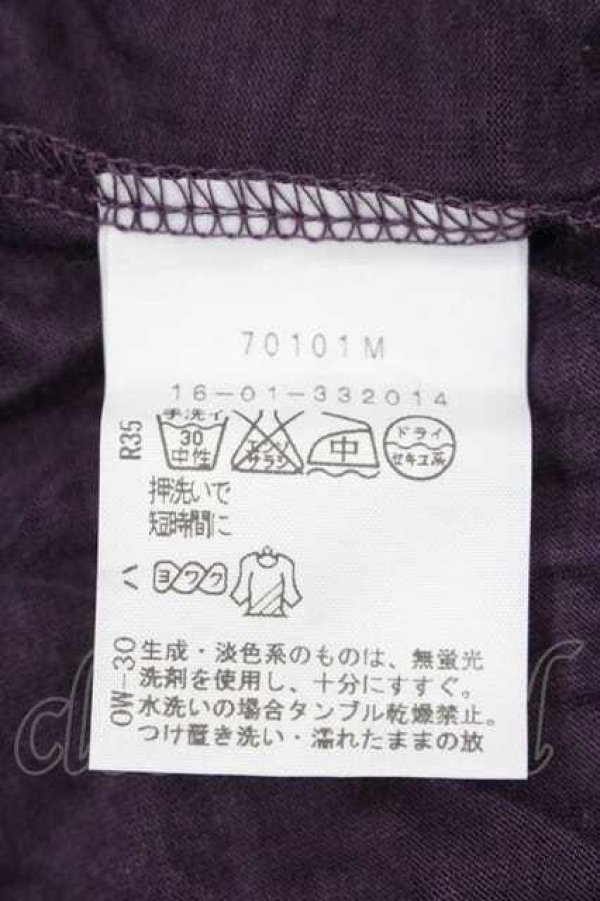 70101M
16-01-332014
R35
手洗イ
30
中性
エンソ
サラシ
中
ドライ
セキユ系
押洗いで
短時間に
ハ
ヨワク
OW-30
生成・淡色系のものは、無蛍光
洗剤を使用し、十分にすすぐ。
水洗いの場合タンブル乾燥禁止。
つけ置き洗い・濡れたままの放